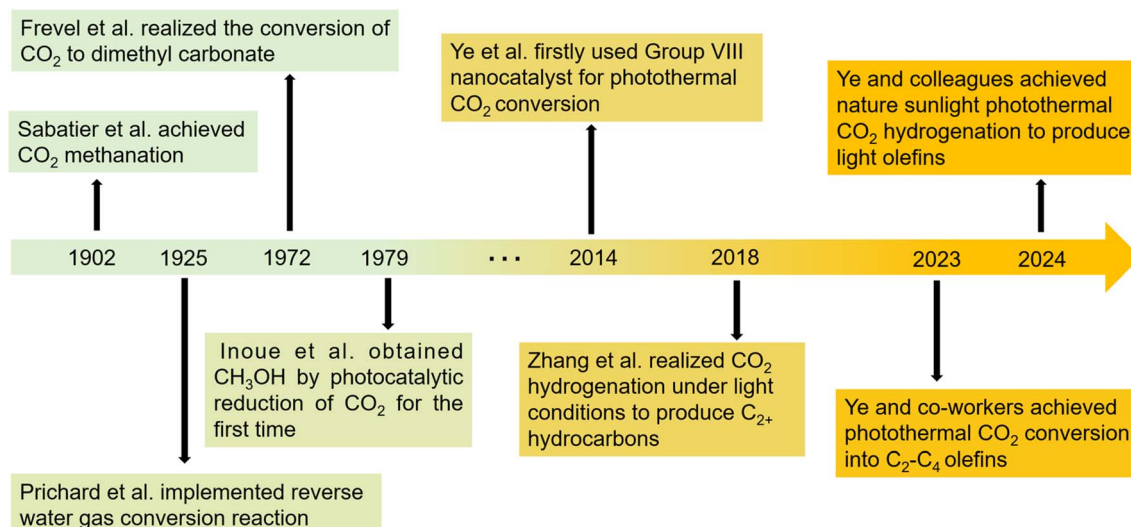 Frevel et al. realized the conversion of
CO₂ to dimethyl carbonate
Ye et al. firstly used Group VIII
nanocatalyst for photothermal
CO₂ conversion
Ye and colleagues achieved
nature sunlight photothermal
CO₂ hydrogenation to produce
light olefins
Sabatier et al. achieved
CO₂ methanation
1902 1925 1972 1979 ... 2014 2018 2023 2024
Inoue et al. obtained
CH₃OH by photocatalytic
reduction of CO₂ for the
first time
Zhang et al. realized CO₂
hydrogenation under light
conditions to produce C₂₊
hydrocarbons
Ye and co-workers achieved
photothermal CO₂ conversion
into C₂-C₄ olefins
Prichard et al. implemented reverse
water gas conversion reaction